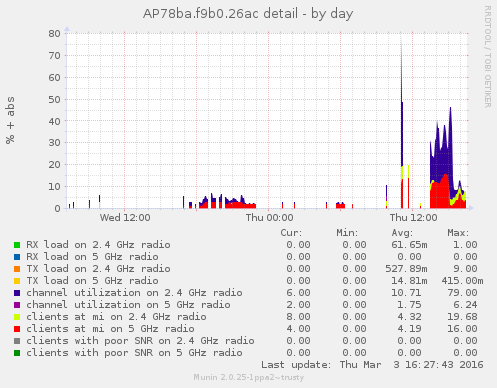 AP78ba.f9b0.26ac detail - by day
RRDTOOL / TOBI OETIKER
% + abs
80
70
60
50
40
30
20
10
0
Wed 12:00 Thu 00:00 Thu 12:00
Cur: Min: Avg: Max:
RX load on 2.4 GHz radio 0.00 0.00 61.65m 1.00
RX load on 5 GHz radio 0.00 0.00 0.00 0.00
TX load on 2.4 GHz radio 0.00 0.00 527.89m 9.00
TX load on 5 GHz radio 0.00 0.00 14.81m 415.00m
channel utilization on 2.4 GHz radio 6.00 0.00 10.71 79.00
channel utilization on 5 GHz radio 2.00 0.00 1.75 6.24
clients at mi on 2.4 GHz radio 8.00 0.00 4.32 19.68
clients at mi on 5 GHz radio 4.00 0.00 4.19 16.00
clients with poor SNR on 2.4 GHz radio 0.00 0.00 0.00 0.00
clients with poor SNR on 5 GHz radio 0.00 0.00 0.00 0.00
Last update: Thu Mar 3 16:27:43 2016
Munin 2.0.25-1ppa2~trusty